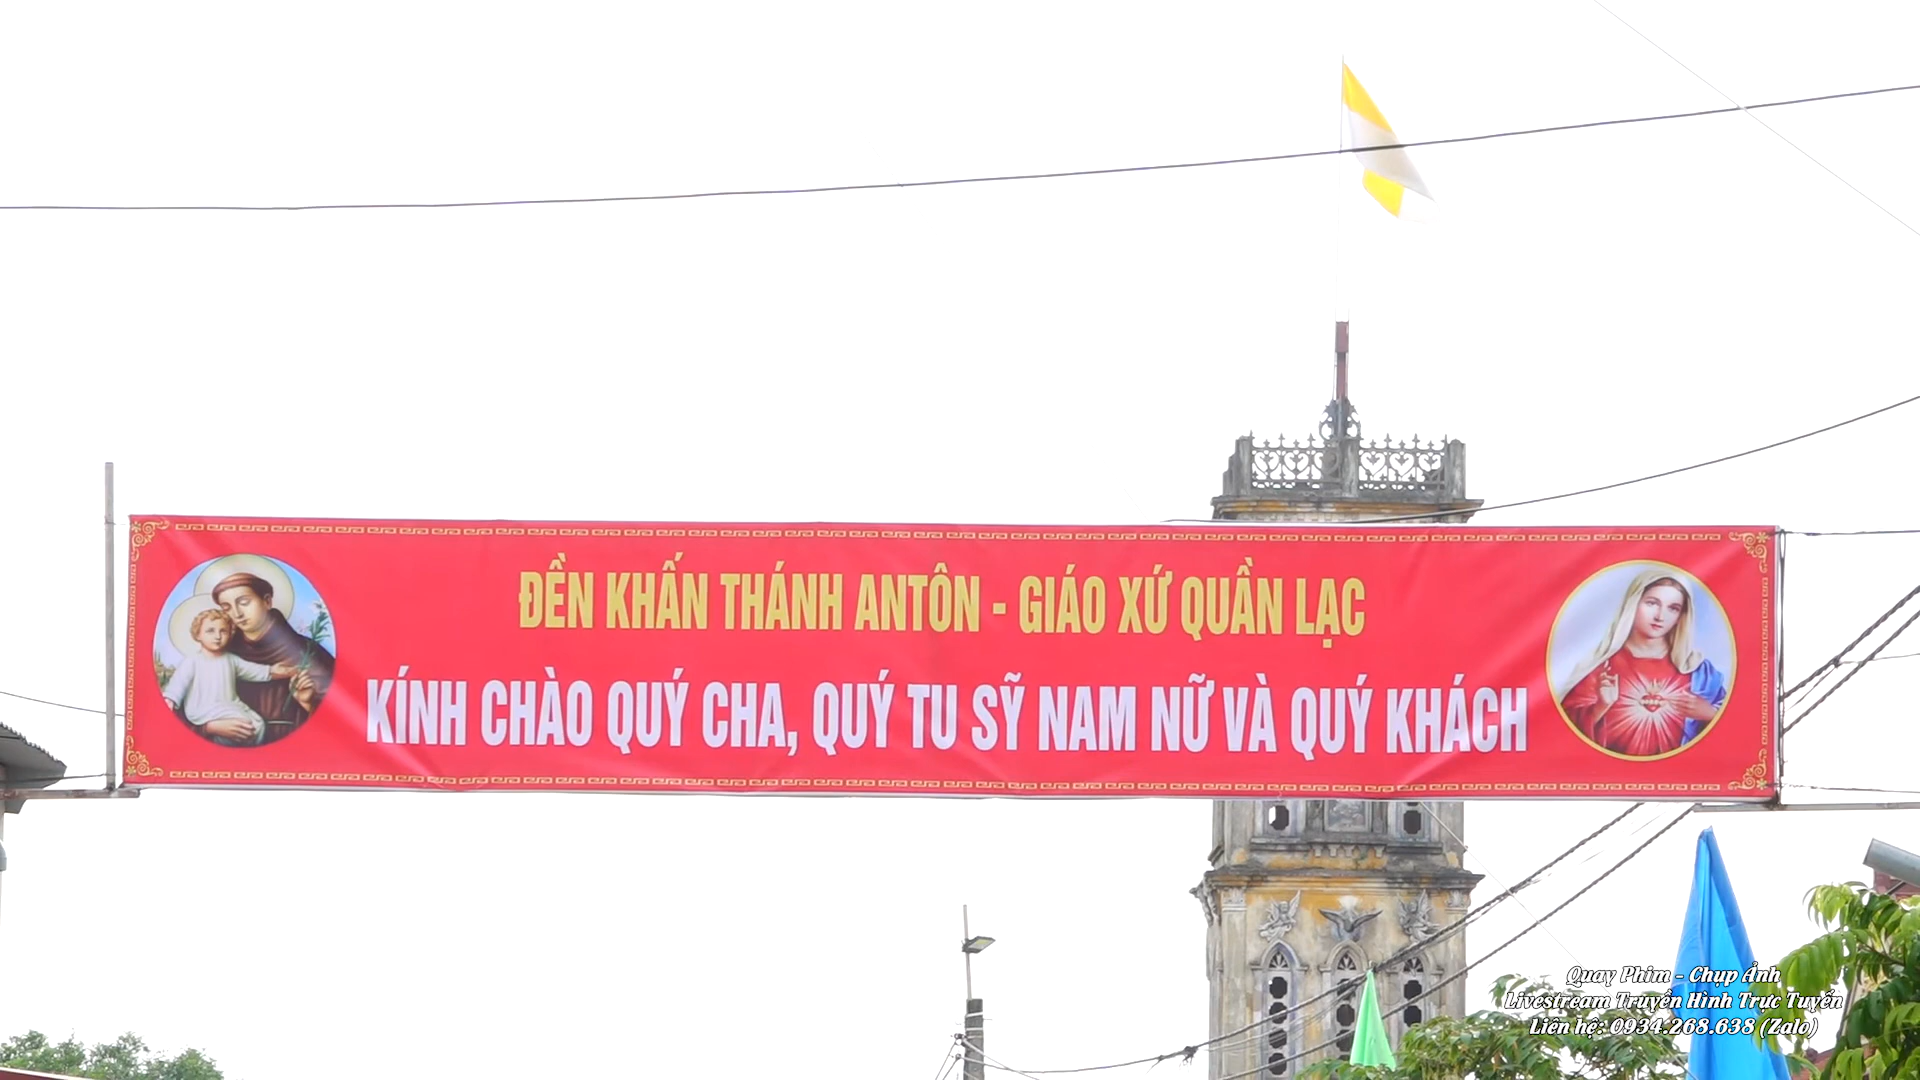 ĐỀN KHẤN THÁNH ANTÔN - GIÁO XỨ QUẦN LẠC
KÍNH CHÀO QUÝ CHA, QUÝ TU SỸ NAM NỮ VÀ QUÝ KHÁCH
Quay Phim - Chụp Ảnh
Livestream Truyền Hình Trực Tuyến
Liên hệ: 0934.268.638 (Zalo)